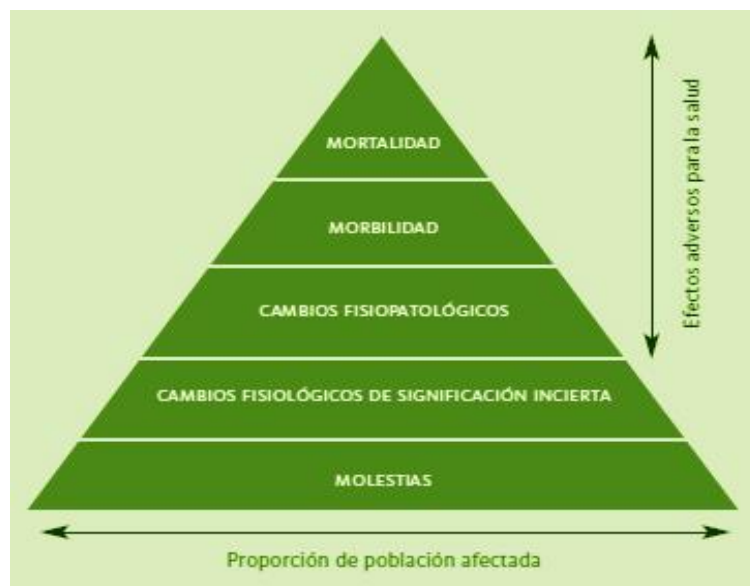 MORTALIDAD
MORBILIDAD
CAMBIOS FISIOPATOLÓGICOS
CAMBIOS FISIOLÓGICOS DE SIGNIFICACIÓN INCIERTA
MOLESTIAS
Efectos adversos para la salud
Proporción de población afectada